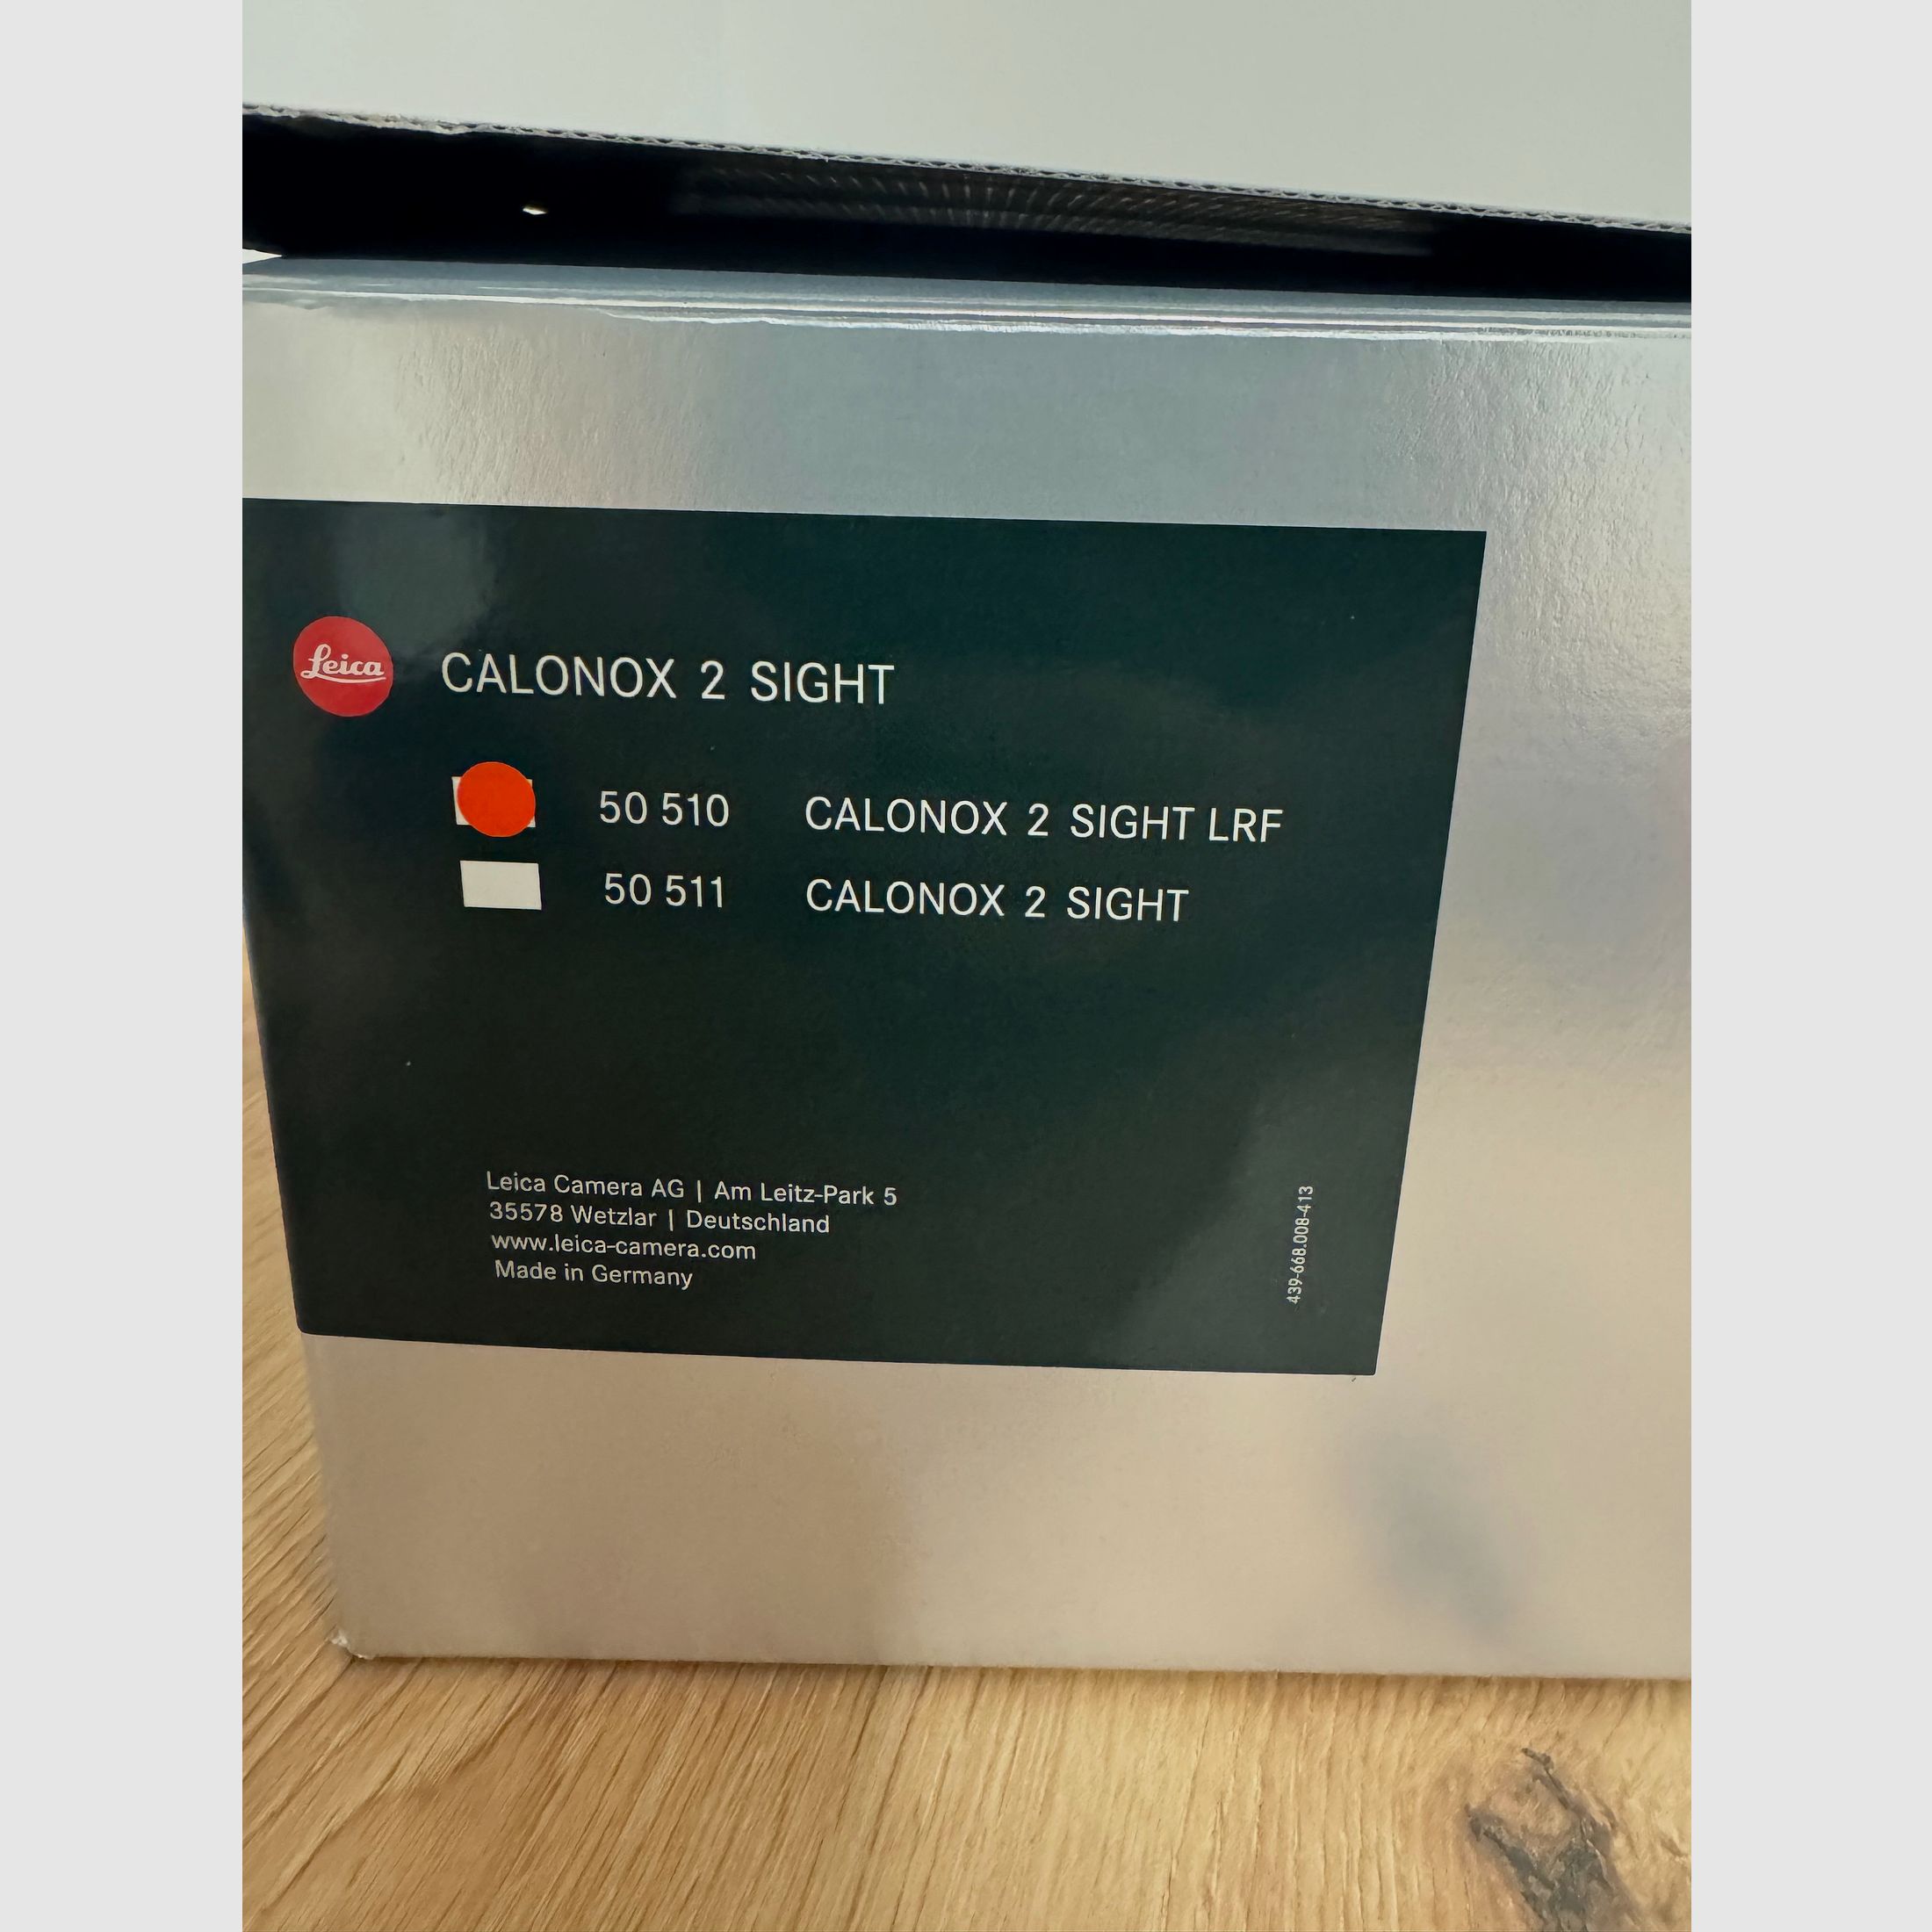 Leica
CALONOX 2 SIGHT
50 510 CALONOX 2 SIGHT LRF
50 511 CALONOX 2 SIGHT
Leica Camera AG | Am Leitz-Park 5
35578 Wetzlar | Deutschland
www.leica-camera.com
Made in Germany
439-668.008-413